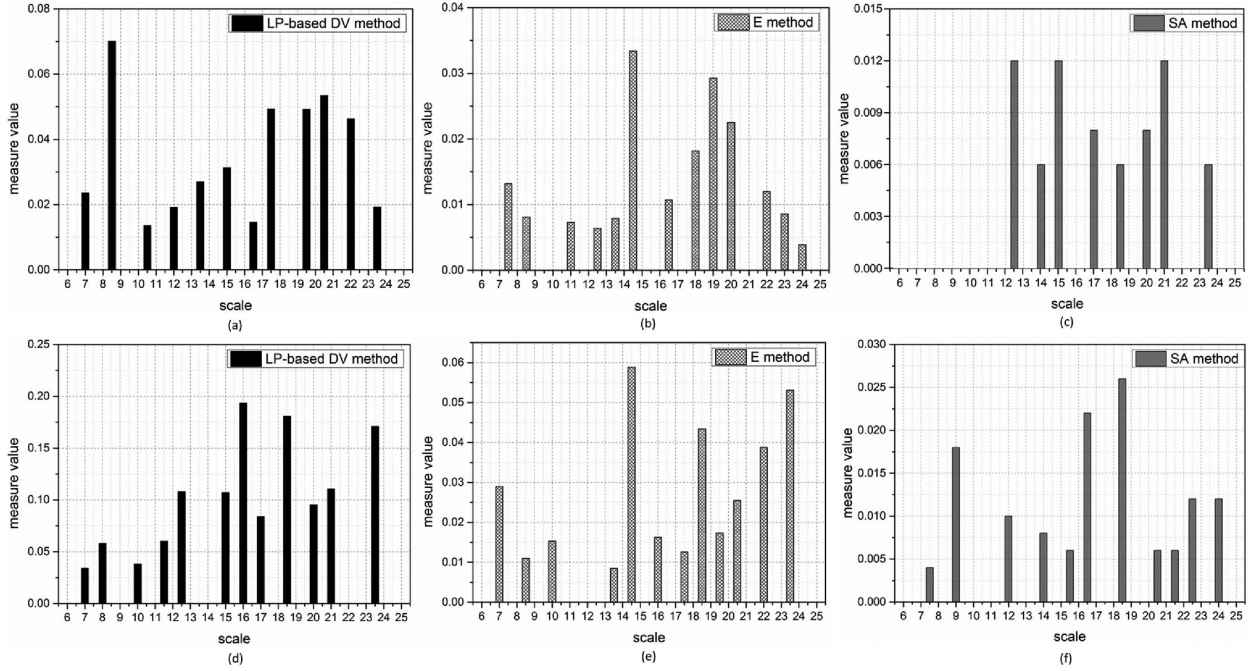 LP-based DV method
measure value
0.08
0.06
0.04
0.02
0.00
6 7 8 9 10 11 12 13 14 15 16 17 18 19 20 21 22 23 24 25
scale
(a)
E method
measure value
0.04
0.03
0.02
0.01
0.00
6 7 8 9 10 11 12 13 14 15 16 17 18 19 20 21 22 23 24 25
scale
(b)
SA method
measure value
0.015
0.012
0.009
0.006
0.003
0.000
6 7 8 9 10 11 12 13 14 15 16 17 18 19 20 21 22 23 24 25
scale
(c)
LP-based DV method
measure value
0.25
0.20
0.15
0.10
0.05
0.00
6 7 8 9 10 11 12 13 14 15 16 17 18 19 20 21 22 23 24 25
scale
(d)
E method
measure value
0.06
0.05
0.04
0.03
0.02
0.01
0.00
6 7 8 9 10 11 12 13 14 15 16 17 18 19 20 21 22 23 24 25
scale
(e)
SA method
measure value
0.030
0.025
0.020
0.015
0.010
0.005
0.000
6 7 8 9 10 11 12 13 14 15 16 17 18 19 20 21 22 23 24 25
scale
(f)